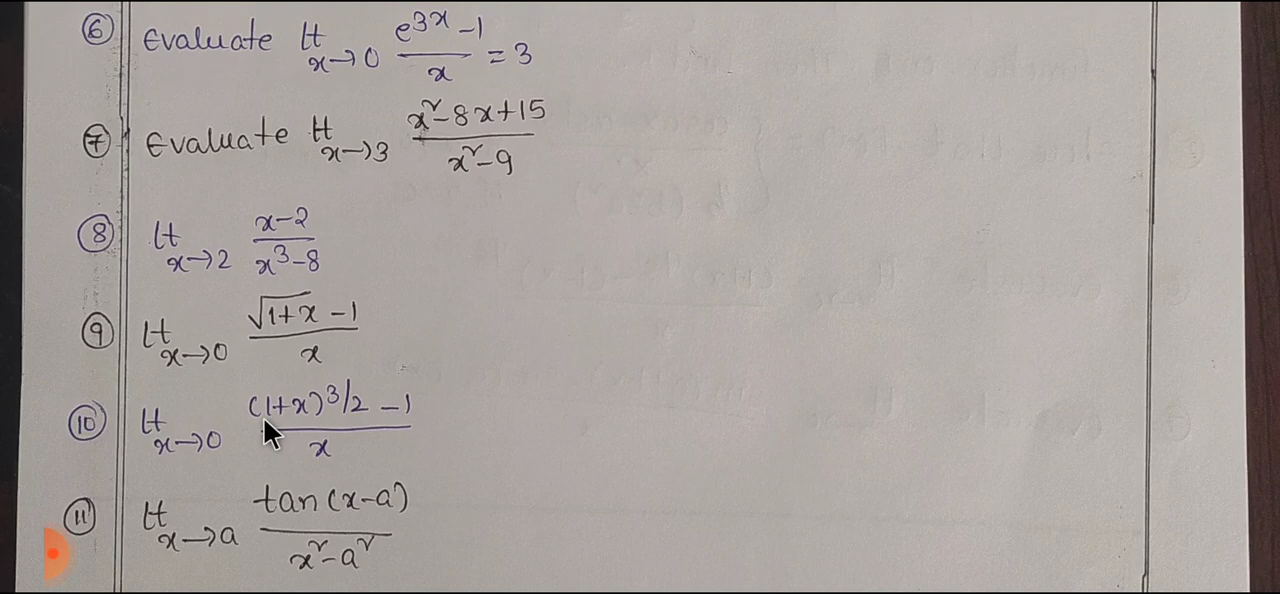 ⑥ Evaluate Lt x→0 e^3x -1 / x = 3
⑦ Evaluate Lt x→3 x²-8x+15 / x²-9
⑧ Lt x→2 x-2 / x³-8
⑨ Lt x→0 √1+x -1 / x
⑩ Lt x→0 (1+x)^3/2 -1 / x
⑪ Lt x→a tan(x-a) / x²-a²